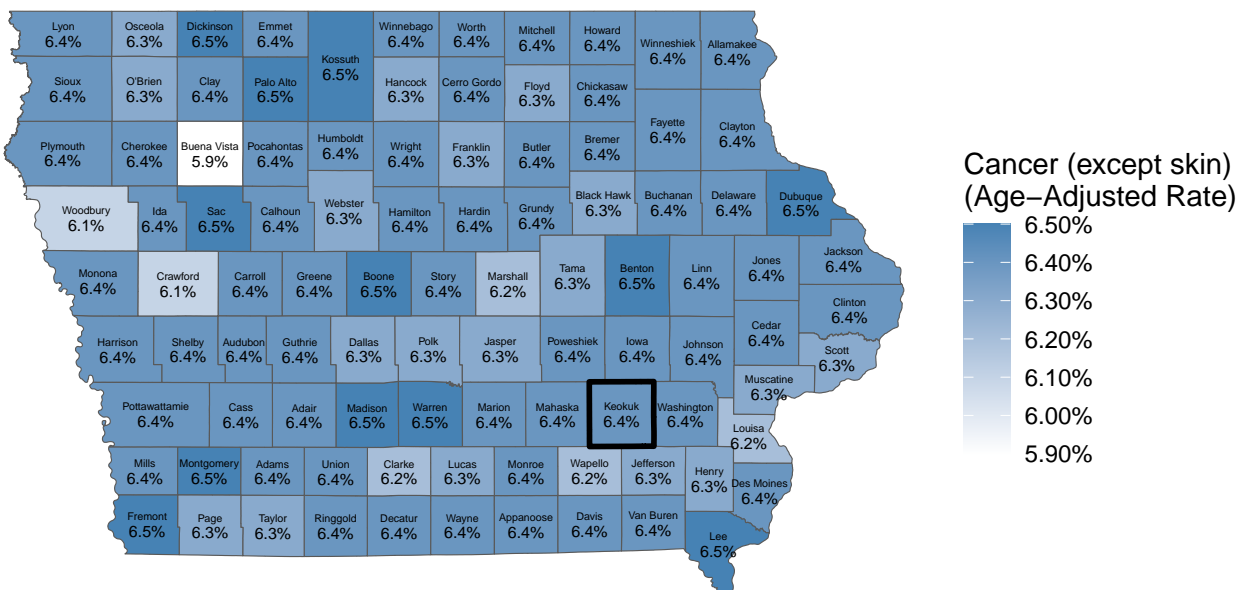 Lyon
6.4%
Osceola
6.3%
Dickinson
6.5%
Emmet
6.4%
Kossuth
6.5%
Winnebago
6.4%
Worth
6.4%
Mitchell
6.4%
Howard
6.4%
Winneshiek
6.4%
Allamakee
6.4%
Sioux
6.4%
O'Brien
6.3%
Clay
6.4%
Palo Alto
6.5%
Hancock
6.3%
Cerro Gordo
6.4%
Floyd
6.3%
Chickasaw
6.4%
Fayette
6.4%
Clayton
6.4%
Plymouth
6.4%
Cherokee
6.4%
Buena Vista
5.9%
Pocahontas
6.4%
Humboldt
6.4%
Wright
6.4%
Franklin
6.3%
Butler
6.4%
Bremer
6.4%
Woodbury
6.1%
Ida
6.4%
Sac
6.5%
Calhoun
6.4%
Webster
6.3%
Hamilton
6.4%
Hardin
6.4%
Grundy
6.4%
Black Hawk
6.3%
Buchanan
6.4%
Delaware
6.4%
Dubuque
6.5%
Monona
6.4%
Crawford
6.1%
Carroll
6.4%
Greene
6.4%
Boone
6.5%
Story
6.4%
Marshall
6.2%
Tama
6.3%
Benton
6.5%
Linn
6.4%
Jones
6.4%
Jackson
6.4%
Clinton
6.4%
Harrison
6.4%
Shelby
6.4%
Audubon
6.4%
Guthrie
6.4%
Dallas
6.3%
Polk
6.3%
Jasper
6.3%
Poweshiek
6.4%
Iowa
6.4%
Johnson
6.4%
Cedar
6.4%
Scott
6.3%
Muscatine
6.3%
Pottawattamie
6.4%
Cass
6.4%
Adair
6.4%
Madison
6.5%
Warren
6.5%
Marion
6.4%
Mahaska
6.4%
Keokuk
6.4%
Washington
6.4%
Louisa
6.2%
Mills
6.4%
Montgomery
6.5%
Adams
6.4%
Union
6.4%
Clarke
6.2%
Lucas
6.3%
Monroe
6.4%
Wapello
6.2%
Jefferson
6.3%
Henry
6.3%
Des Moines
6.4%
Fremont
6.5%
Page
6.3%
Taylor
6.3%
Ringgold
6.4%
Decatur
6.4%
Wayne
6.4%
Appanoose
6.4%
Davis
6.4%
Van Buren
6.4%
Lee
6.5%
Cancer (except skin)
(Age−Adjusted Rate)
6.50%
6.40%
6.30%
6.20%
6.10%
6.00%
5.90%